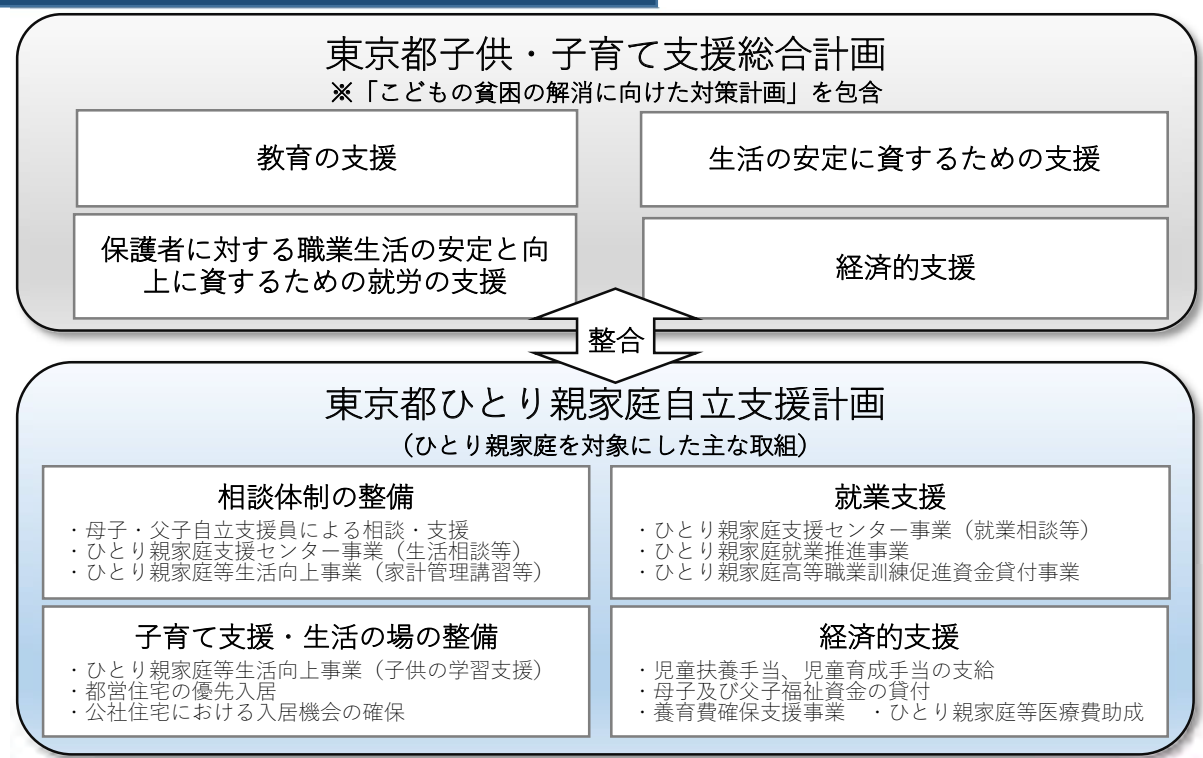 東京都子供・子育て支援総合計画
※「こどもの貧困の解消に向けた対策計画」を包含
教育の支援
生活の安定に資するための支援
保護者に対する職業生活の安定と向
上に資するための就労の支援
経済的支援
整合
東京都ひとり親家庭自立支援計画
（ひとり親家庭を対象にした主な取組）
相談体制の整備
・母子・父子自立支援員による相談・支援
・ひとり親家庭支援センター事業（生活相談等）
・ひとり親家庭等生活向上事業（家計管理講習等）
就業支援
・ひとり親家庭支援センター事業（就業相談等）
・ひとり親家庭就業推進事業
・ひとり親家庭高等職業訓練促進資金貸付事業
子育て支援・生活の場の整備
・ひとり親家庭等生活向上事業（子供の学習支援）
・都営住宅の優先入居
・公社住宅における入居機会の確保
経済的支援
・児童扶養手当、児童育成手当の支給
・母子及び父子福祉資金の貸付
・養育費確保支援事業　・ひとり親家庭等医療費助成